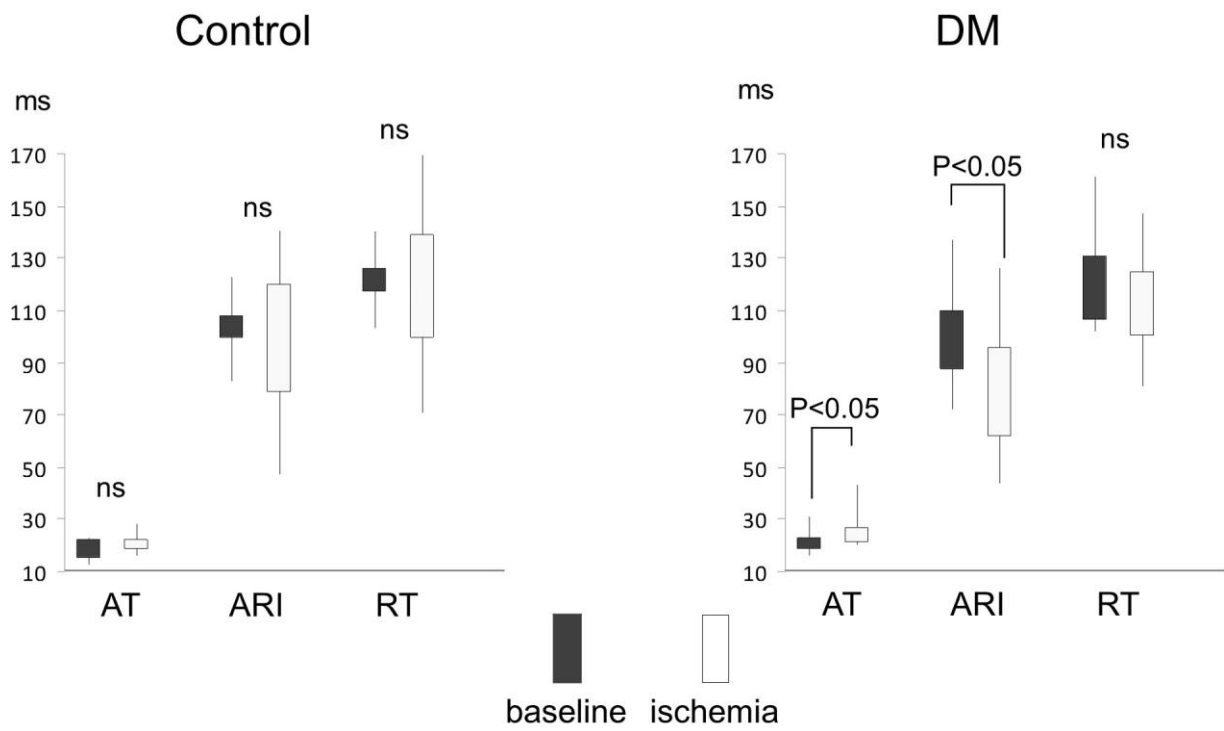 Control
ms
170
150
130
110
90
70
50
30
10
ns
ns
ns
AT ARI RT
DM
ms
170
150
130
110
90
70
50
30
10
P<0.05
P<0.05
ns
AT ARI RT
baseline ischemia